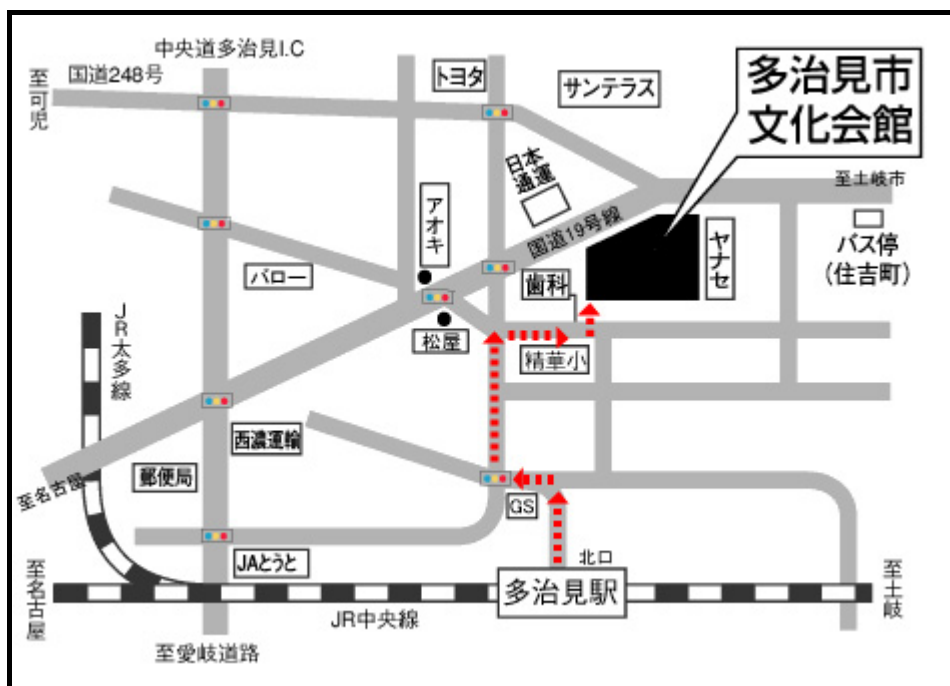 中央道多治見I.C
国道248号
至可児
トヨタ
サンテラス
多治見市
文化会館
日本
通運
至土岐市
アオキ
国道19号線
ヤナセ
バス停
(住吉町)
バロー
歯科
JR太多線
松屋
精華小
西濃運輸
郵便局
至名古屋
GS
JAとうと
北口
至名古屋
多治見駅
至土岐
JR中央線
至愛岐道路